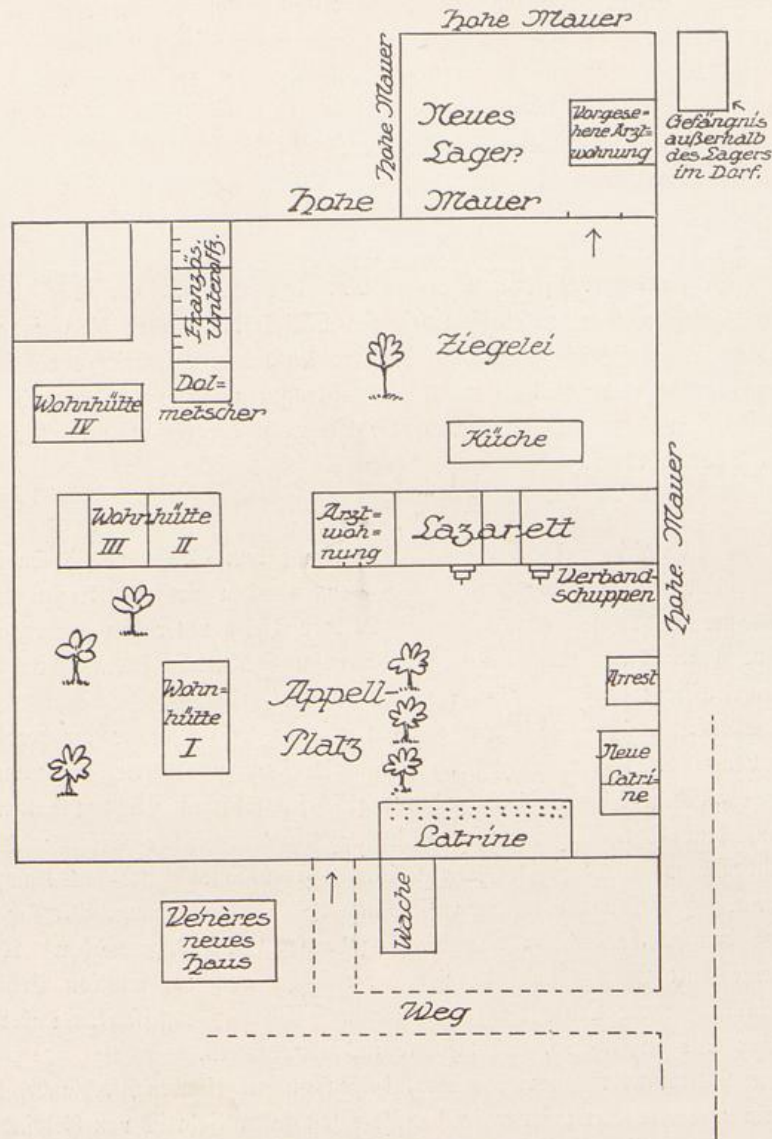 Hohe Mauer
Hohe Mauer
Neues
Lager
Vorgese=
hene Arzt=
wohnung
Gefängnis
außerhalb
des Lagers
im Dorf.
Hohe Mauer
Französ.
Unteroffz.
Dol=
metscher
Ziegelei
Wohnhütte
IV
Küche
Wohnhütte
III II
Arzt=
woh=
nung
Lazarett
Verband-
schuppen
Hohe Mauer
Wohn=
hütte
I
Appell-
Platz
Arrest
Neue
Latri=
ne
Latrine
Wache
Vénères
neues
Haus
Weg